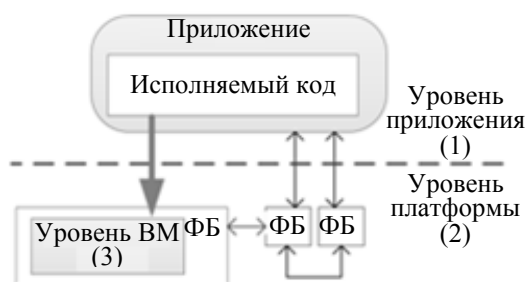 Приложение
Исполняемый код
Уровень
приложения
(1)
Уровень
платформы
(2)
Уровень ВМ
(3)
ФБ
ФБ
ФБ